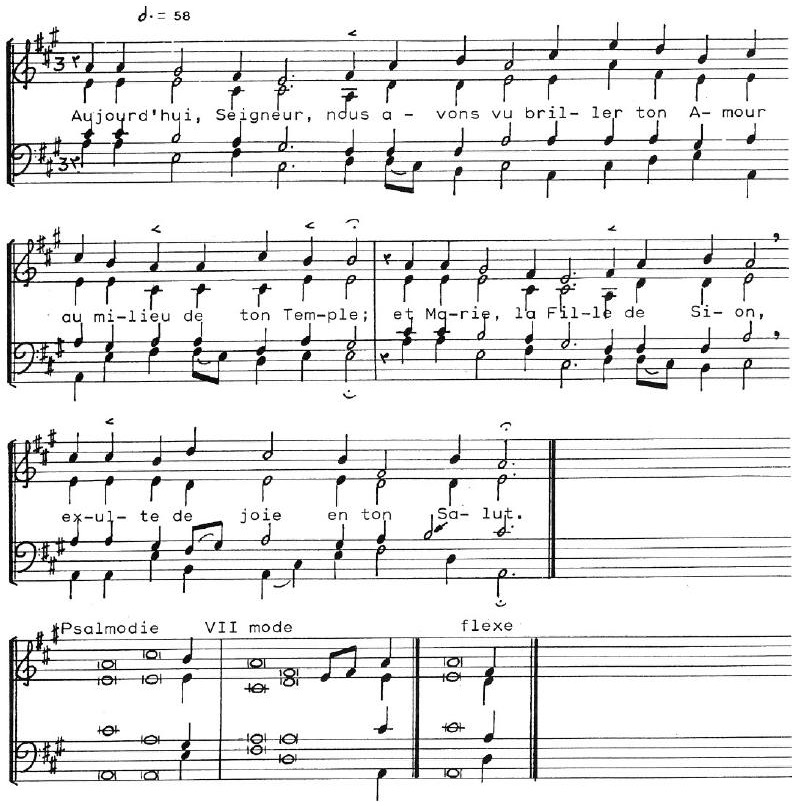 𝅗𝅥. = 58
Aujourd'hui, Seigneur, nous a - vons vu bril- ler ton A- mour
au mi-lieu de ton Tem-ple; et Ma-rie, la Fil-le de Si- on,
ex-ul- te de joie en ton Sa- lut.
Psalmodie VII mode flexe